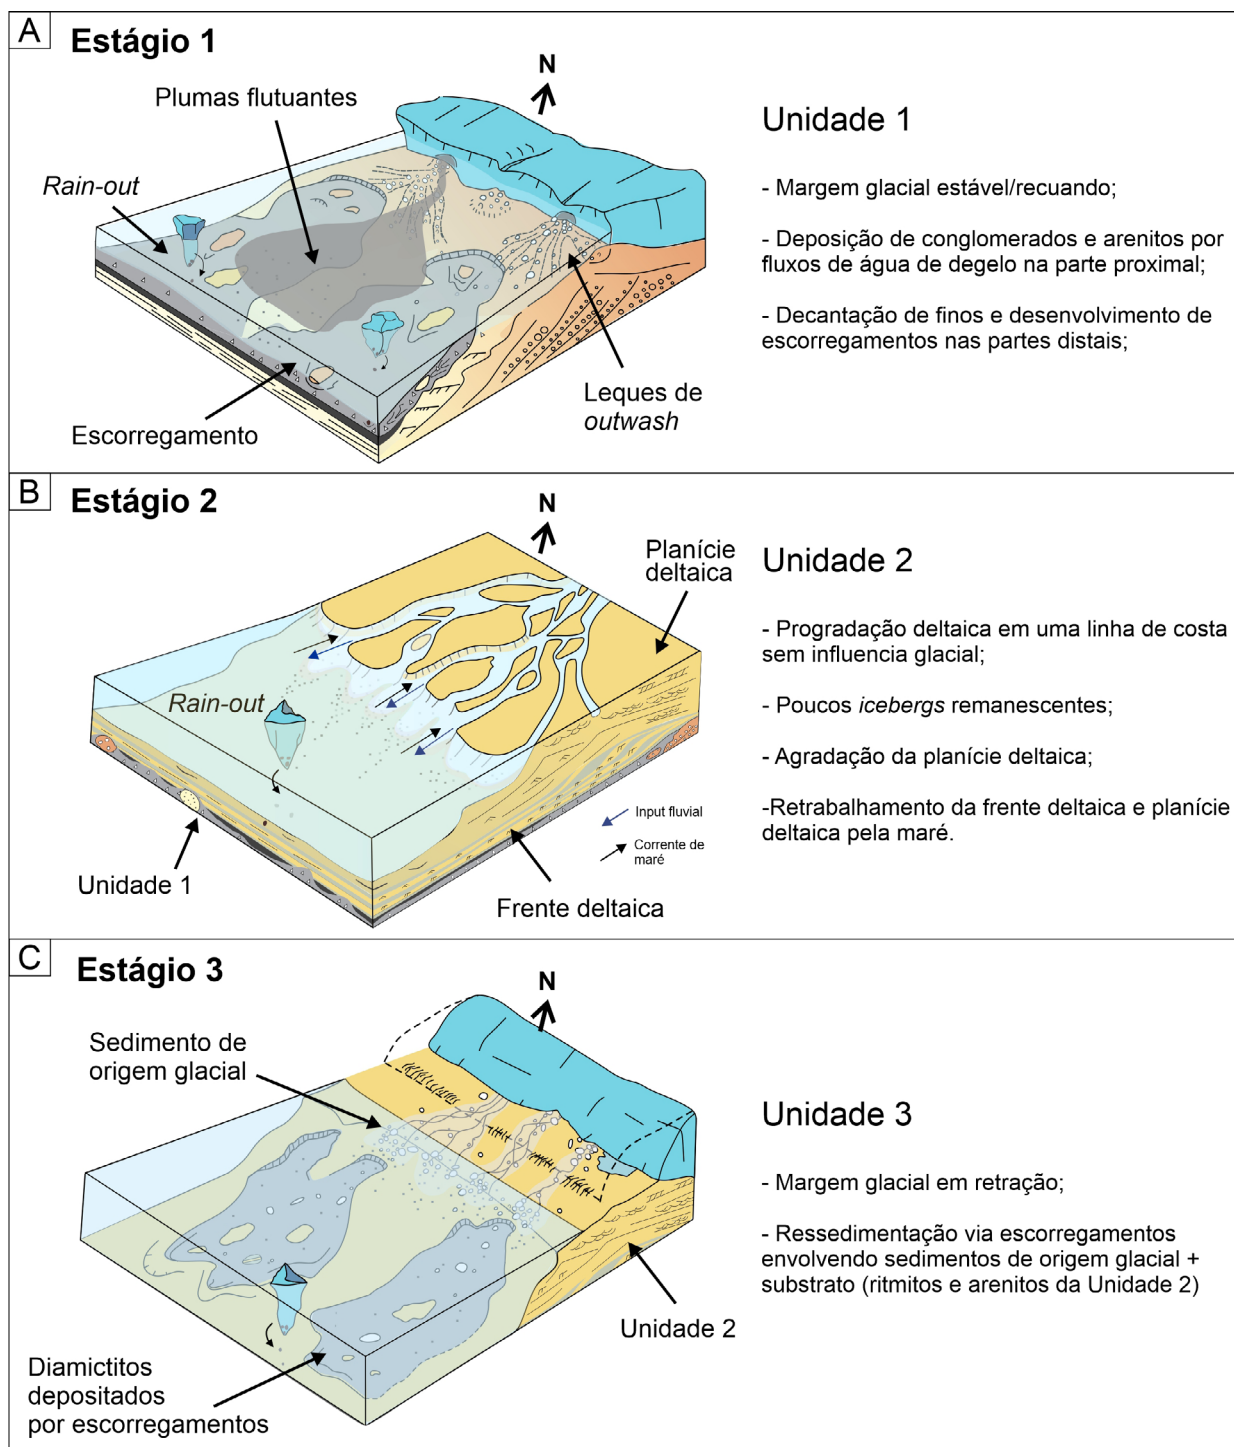 A
Estágio 1
N
Plumas flutuantes
Rain-out
Escorregamento
Leques de
outwash
Unidade 1
- Margem glacial estável/recuando;
- Deposição de conglomerados e arenitos por
fluxos de água de degelo na parte proximal;
- Decantação de finos e desenvolvimento de
escorregamentos nas partes distais;
B
Estágio 2
N
Planície
deltaica
Rain-out
Input fluvial
Corrente de
maré
Unidade 1
Frente deltaica
Unidade 2
- Progradação deltaica em uma linha de costa
sem influencia glacial;
- Poucos icebergs remanescentes;
- Agradação da planície deltaica;
-Retrabalhamento da frente deltaica e planície
deltaica pela maré.
C
Estágio 3
N
Sedimento de
origem glacial
Unidade 2
Diamictitos
depositados
por escorregamentos
Unidade 3
- Margem glacial em retração;
- Ressedimentação via escorregamentos
envolvendo sedimentos de origem glacial +
substrato (ritmitos e arenitos da Unidade 2)